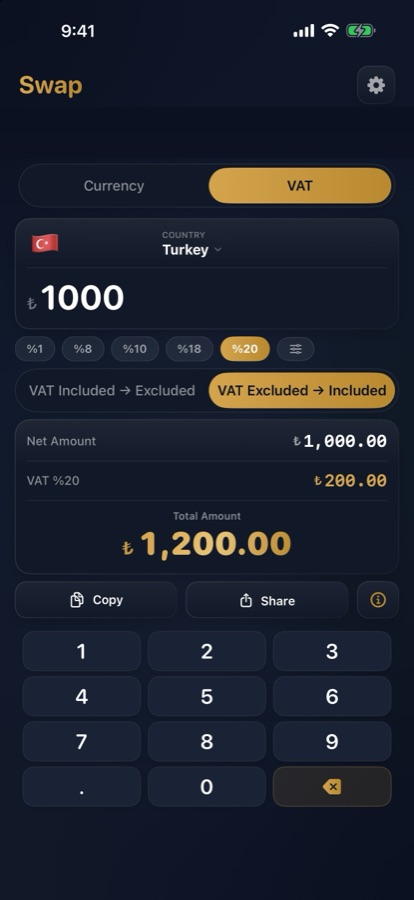 9:41
Swap
Currency
VAT
COUNTRY
Turkey
₺ 1000
%1 %8 %10 %18 %20
VAT Included → Excluded
VAT Excluded → Included
Net Amount ₺ 1,000.00
VAT %20 ₺ 200.00
Total Amount
₺ 1,200.00
Copy Share
1 2 3
4 5 6
7 8 9
. 0